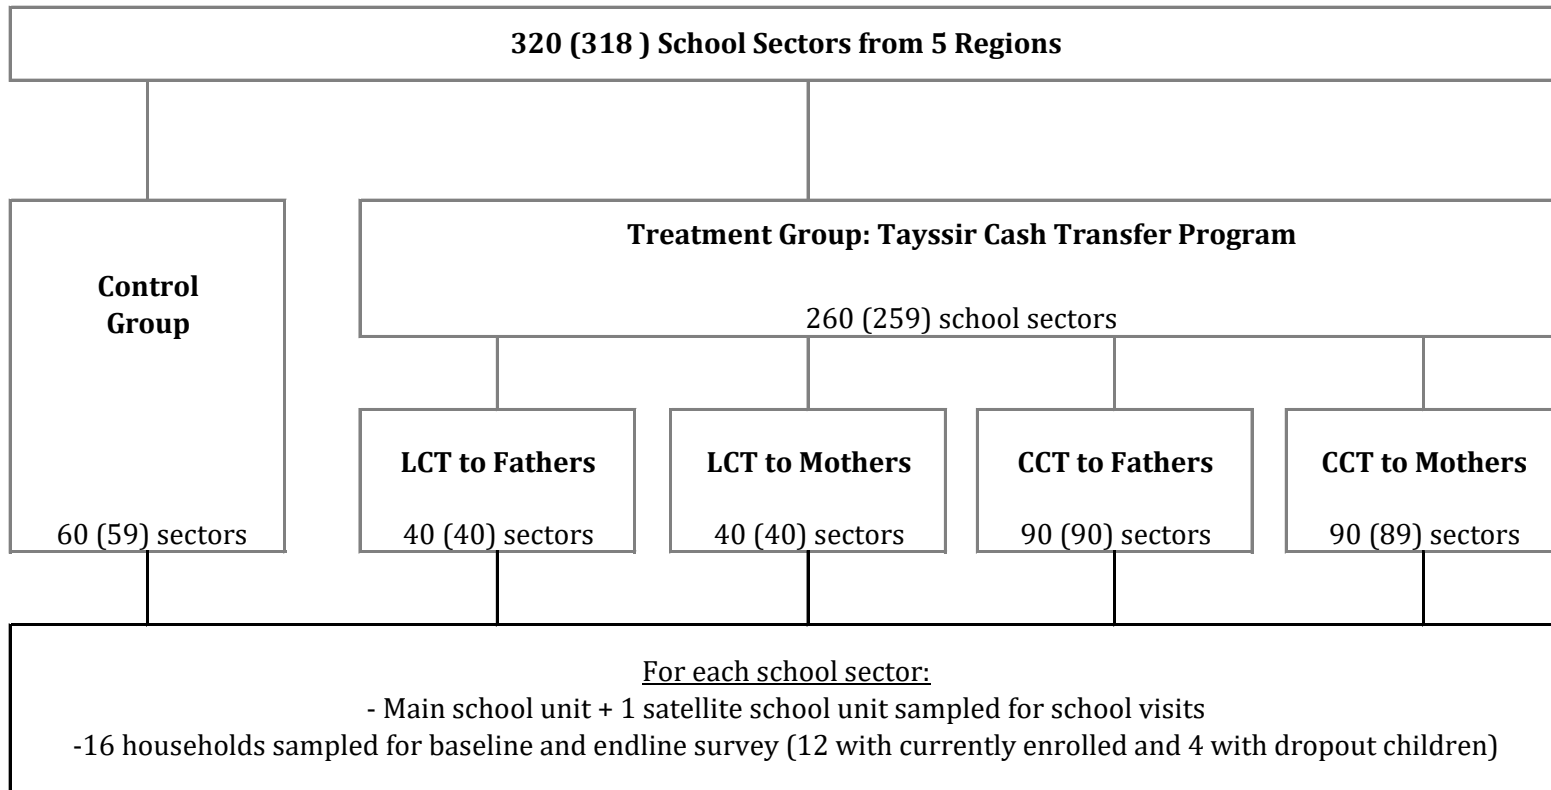 320 (318 ) School Sectors from 5 Regions
Control
Group
60 (59) sectors
Treatment Group: Tayssir Cash Transfer Program
260 (259) school sectors
LCT to Fathers
40 (40) sectors
LCT to Mothers
40 (40) sectors
CCT to Fathers
90 (90) sectors
CCT to Mothers
90 (89) sectors
For each school sector:
- Main school unit + 1 satellite school unit sampled for school visits
-16 households sampled for baseline and endline survey (12 with currently enrolled and 4 with dropout children)